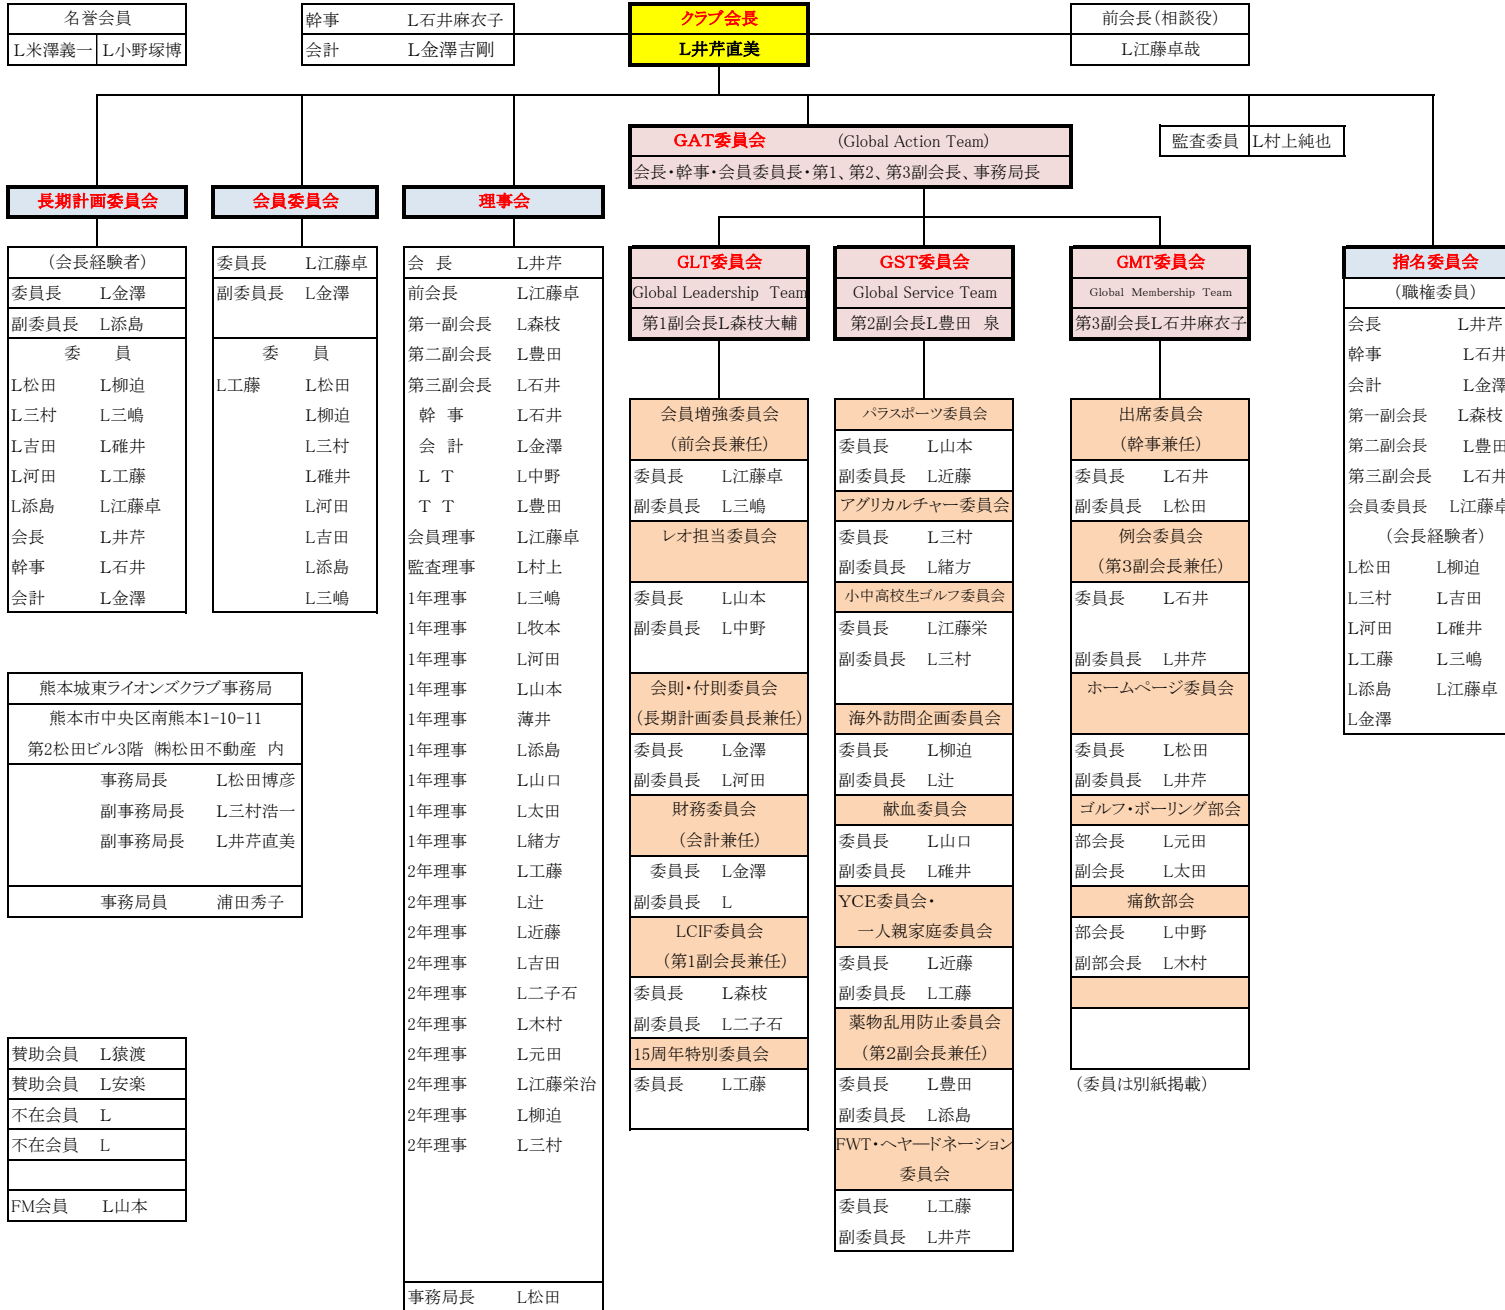 名誉会員
L米澤義一 L小野塚博
幹事 L石井麻衣子
会計 L金澤吉剛
クラブ会長
L井芹直美
前会長(相談役)
L江藤卓哉
GAT委員会 (Global Action Team)
会長・幹事・会員委員長・第1、第2、第3副会長、事務局長
監査委員 L村上純也
長期計画委員会
(会長経験者)
委員長 L金澤
副委員長 L添島
委 員
L松田 L柳迫
L三村 L三嶋
L吉田 L碓井
L河田 L工藤
L添島 L江藤卓
会長 L井芹
幹事 L石井
会計 L金澤
会員委員会
委員長 L江藤卓
副委員長 L金澤
委 員
L工藤 L松田
L柳迫
L三村
L碓井
L河田
L吉田
L添島
L三嶋
理事会
会 長 L井芹
前会長 L江藤卓
第一副会長 L森枝
第二副会長 L豊田
第三副会長 L石井
幹 事 L石井
会 計 L金澤
L T L中野
T T L豊田
会員理事 L江藤卓
監査理事 L村上
1年理事 L三嶋
1年理事 L牧本
1年理事 L河田
1年理事 L山本
1年理事 薄井
1年理事 L添島
1年理事 L山口
1年理事 L太田
1年理事 L緒方
2年理事 L工藤
2年理事 L辻
2年理事 L近藤
2年理事 L吉田
2年理事 L二子石
2年理事 L木村
2年理事 L元田
2年理事 L江藤栄治
2年理事 L柳迫
2年理事 L三村
事務局長 L松田
GLT委員会
Global Leadership Team
第1副会長L森枝大輔
会員増強委員会
(前会長兼任)
委員長 L江藤卓
副委員長 L三嶋
レオ担当委員会
委員長 L山本
副委員長 L中野
会則・付則委員会
(長期計画委員長兼任)
委員長 L金澤
副委員長 L河田
財務委員会
(会計兼任)
委員長 L金澤
副委員長 L
LCIF委員会
(第1副会長兼任)
委員長 L森枝
副委員長 L二子石
15周年特別委員会
委員長 L工藤
GST委員会
Global Service Team
第2副会長L豊田 泉
パラスポーツ委員会
委員長 L山本
副委員長 L近藤
アグリカルチャー委員会
委員長 L三村
副委員長 L緒方
小中高校生ゴルフ委員会
委員長 L江藤栄
副委員長 L三村
海外訪問企画委員会
委員長 L柳迫
副委員長 L辻
献血委員会
委員長 L山口
副委員長 L碓井
YCE委員会・
一人親家庭委員会
委員長 L近藤
副委員長 L工藤
薬物乱用防止委員会
(第2副会長兼任)
委員長 L豊田
副委員長 L添島
FWT・ヘヤードネーション
委員会
委員長 L工藤
副委員長 L井芹
GMT委員会
Global Membership Team
第3副会長L石井麻衣子
出席委員会
(幹事兼任)
委員長 L石井
副委員長 L松田
例会委員会
(第3副会長兼任)
委員長 L石井
副委員長 L井芹
ホームページ委員会
委員長 L松田
副委員長 L井芹
ゴルフ・ボーリング部会
部会長 L元田
副会長 L太田
痛飲部会
部会長 L中野
副部会長 L木村
(委員は別紙掲載)
指名委員会
(職権委員)
会長 L井芹
幹事 L石井
会計 L金澤
第一副会長 L森枝
第二副会長 L豊田
第三副会長 L石井
会員委員長 L江藤卓
(会長経験者)
L松田 L柳迫
L三村 L吉田
L河田 L碓井
L工藤 L三嶋
L添島 L江藤卓
L金澤
熊本城東ライオンズクラブ事務局
熊本市中央区南熊本1-10-11
第2松田ビル3階 ㈱松田不動産 内
事務局長 L松田博彦
副事務局長 L三村浩一
副事務局長 L井芹直美
事務局員 浦田秀子
賛助会員 L猿渡
賛助会員 L安楽
不在会員 L
不在会員 L
FM会員 L山本